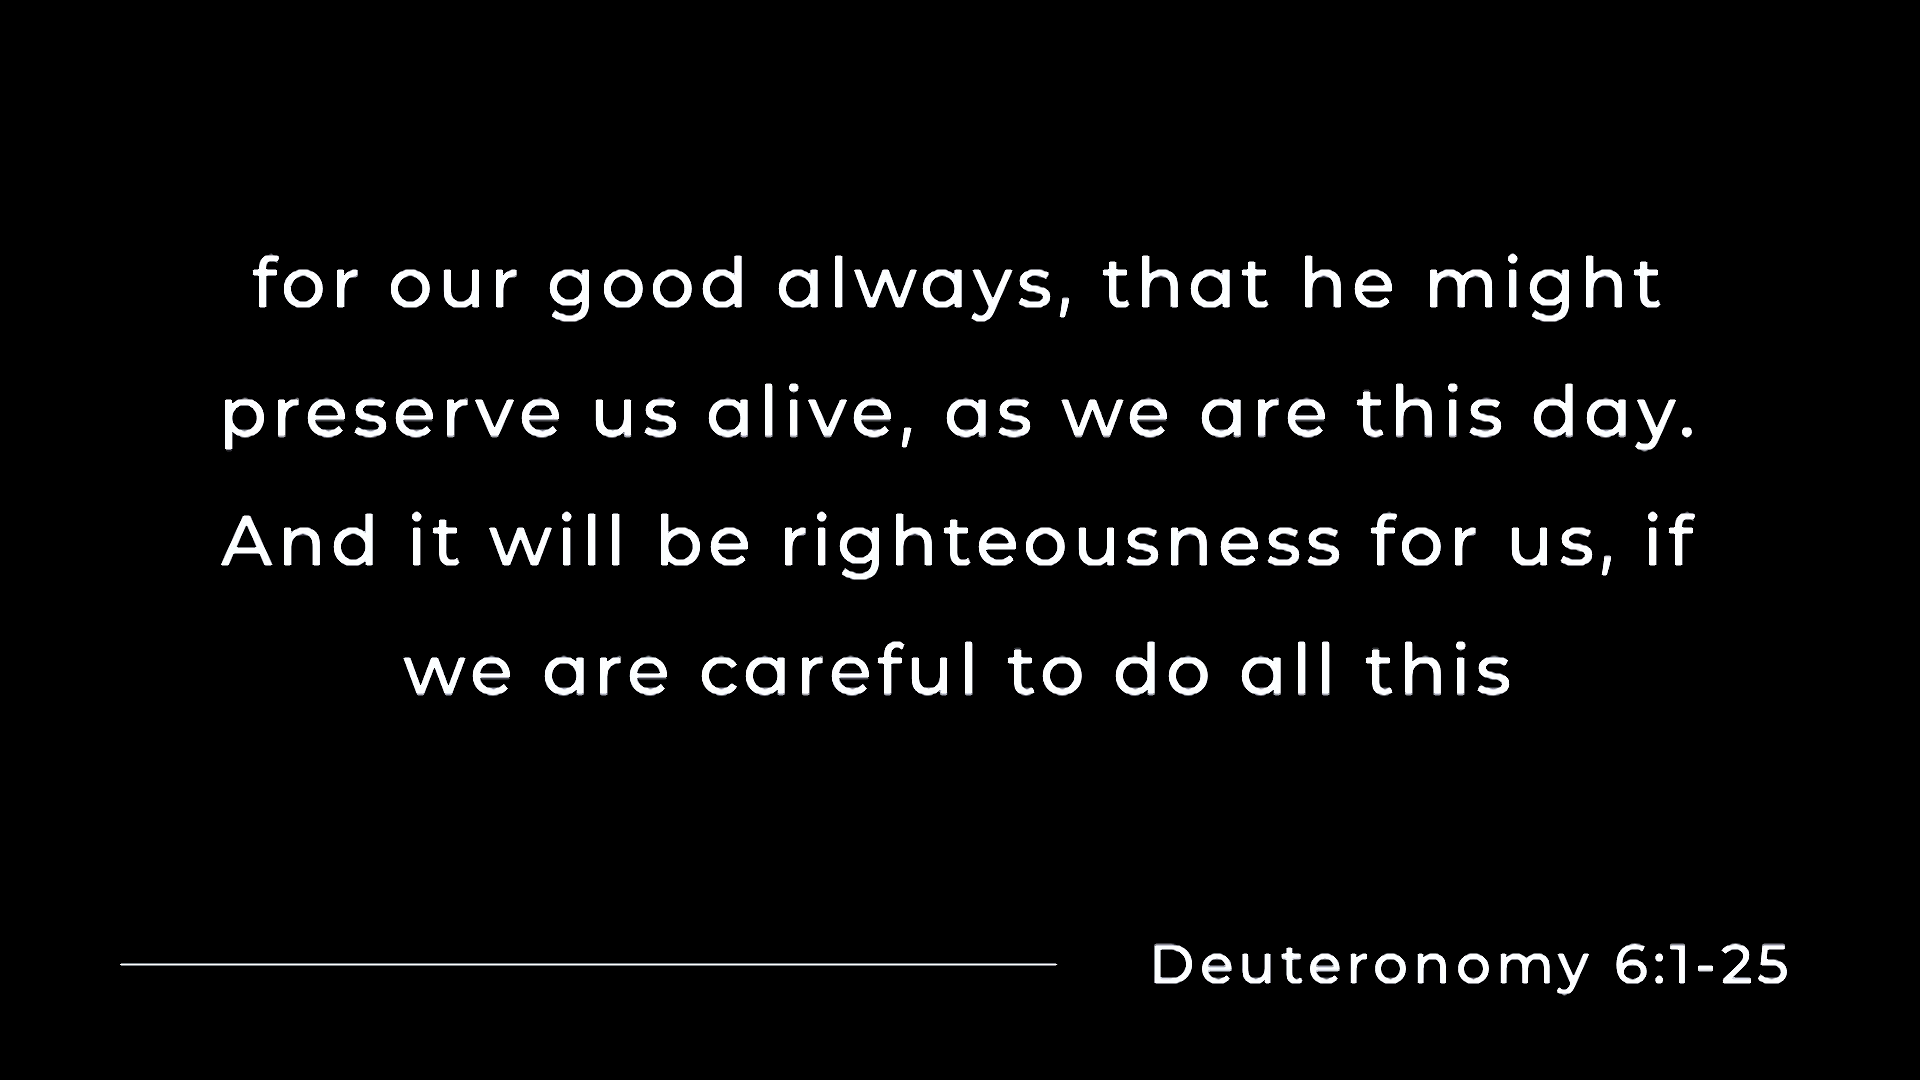 for our good always, that he might
preserve us alive, as we are this day.
And it will be righteousness for us, if
we are careful to do all this
Deuteronomy 6:1-25